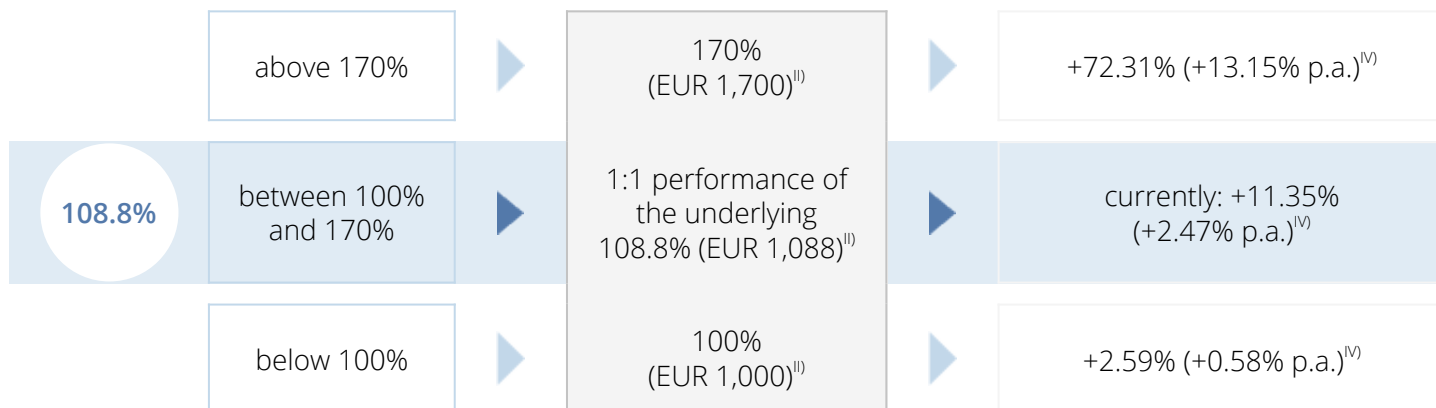 above 170%
170%
(EUR 1,700)II)
+72.31% (+13.15% p.a.)IV)
108.8%
between 100%
and 170%
1:1 performance of
the underlying
108.8% (EUR 1,088)II)
currently: +11.35%
(+2.47% p.a.)IV)
below 100%
100%
(EUR 1,000)II)
+2.59% (+0.58% p.a.)IV)